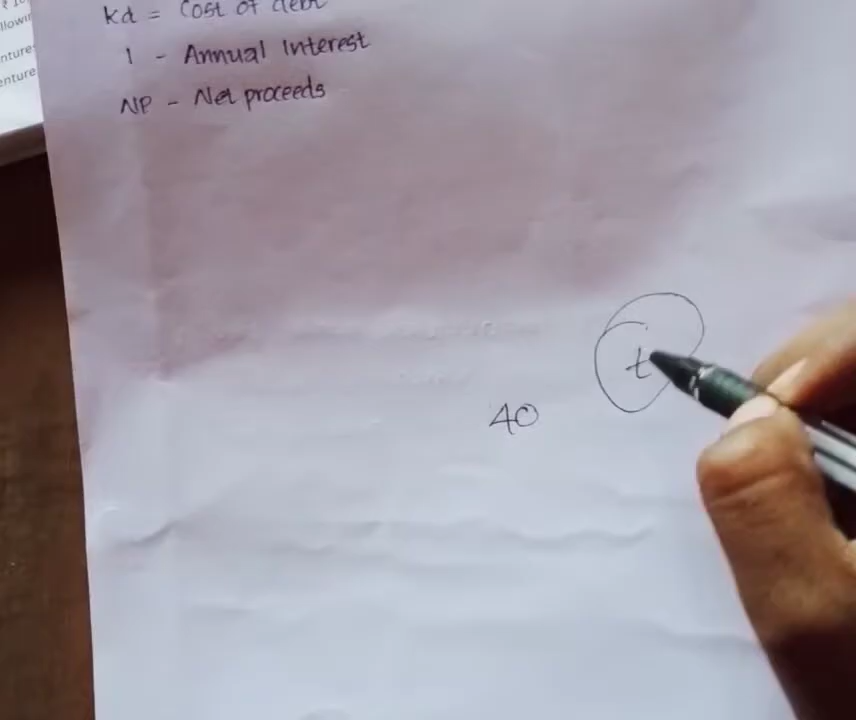 Kd = Cost of debt
I - Annual Interest
NP - Net proceeds
t
40